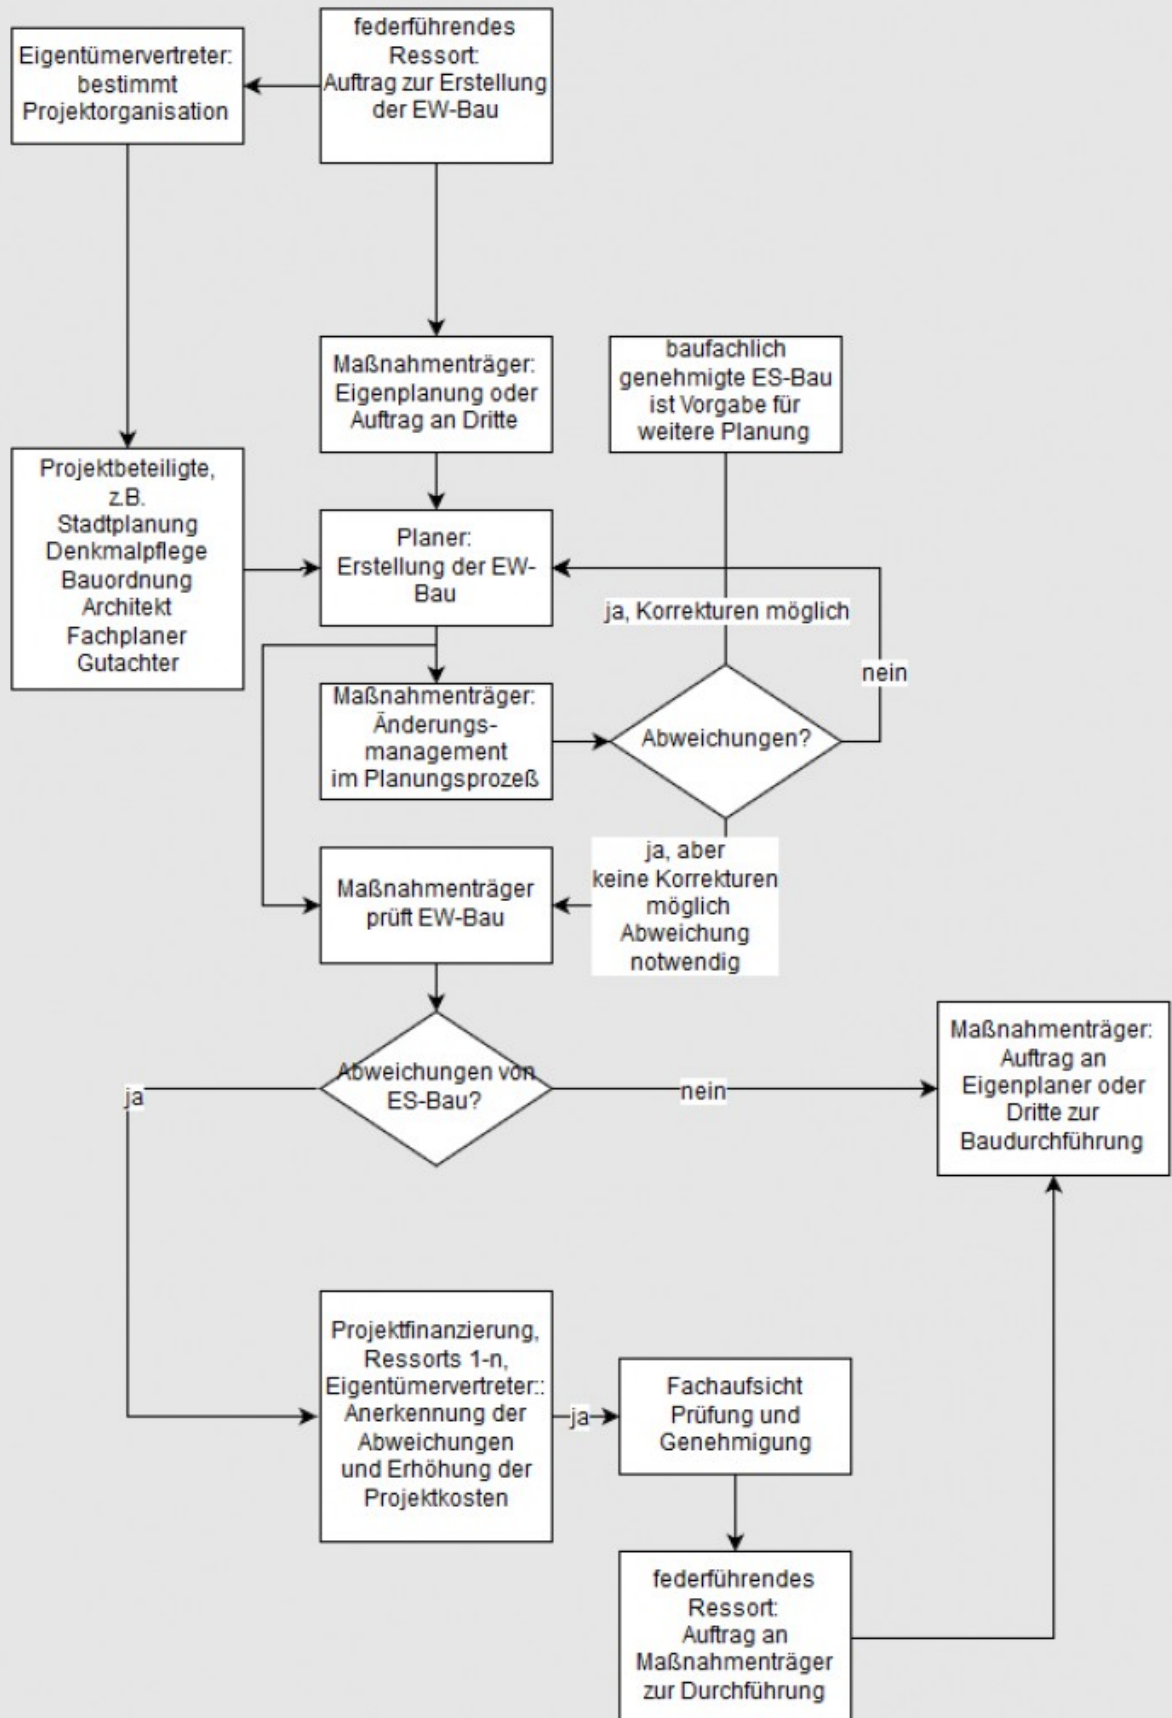 Eigentümervertreter:
bestimmt
Projektorganisation
federführendes
Ressort:
Auftrag zur Erstellung
der EW-Bau
Maßnahmenträger:
Eigenplanung oder
Auftrag an Dritte
baufachlich
genehmigte ES-Bau
ist Vorgabe für
weitere Planung
Projektbeteiligte,
z.B.
Stadtplanung
Denkmalpflege
Bauordnung
Architekt
Fachplaner
Gutachter
Planer:
Erstellung der EW-
Bau
ja, Korrekturen möglich
nein
Maßnahmenträger:
Änderungs-
management
im Planungsprozeß
Abweichungen?
ja, aber
keine Korrekturen
möglich
Abweichung
notwendig
Maßnahmenträger
prüft EW-Bau
Abweichungen von
ES-Bau?
ja
nein
Maßnahmenträger:
Auftrag an
Eigenplaner oder
Dritte zur
Baudurchführung
Projektfinanzierung,
Ressorts 1-n,
Eigentümervertreter::
Anerkennung der
Abweichungen
und Erhöhung der
Projektkosten
ja
Fachaufsicht
Prüfung und
Genehmigung
federführendes
Ressort:
Auftrag an
Maßnahmenträger
zur Durchführung